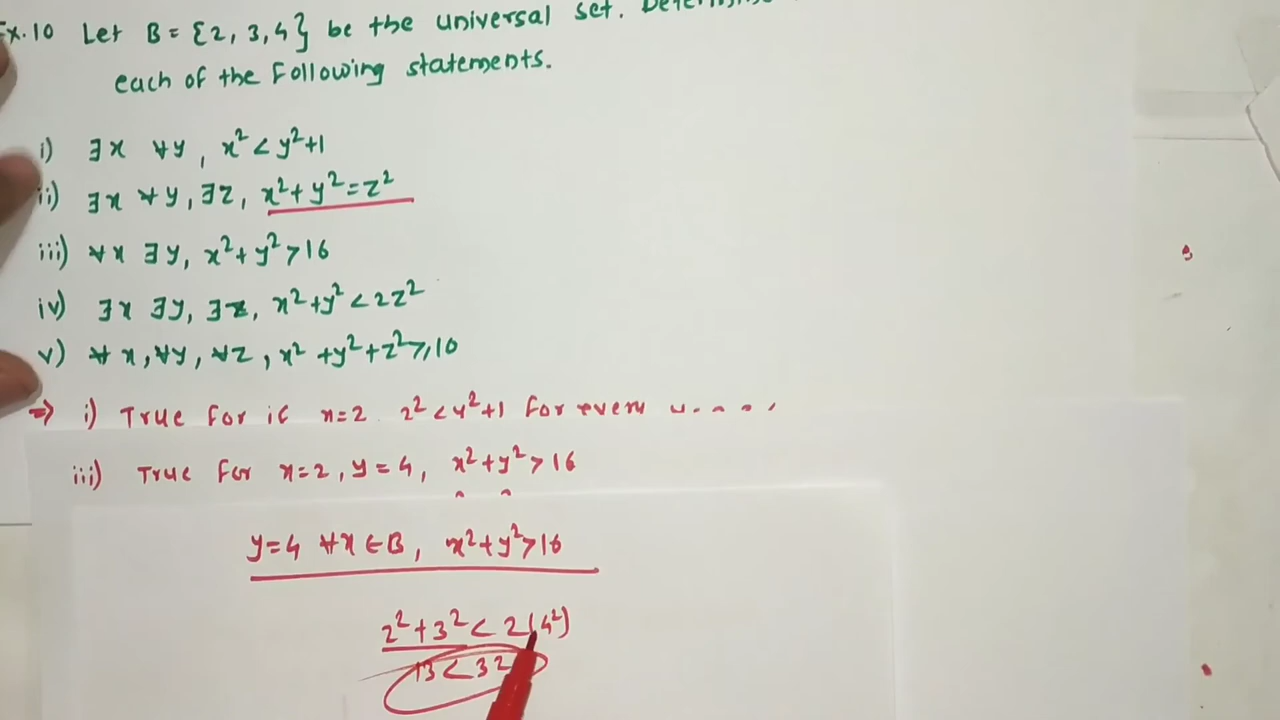 Ex.10 Let B = {2, 3, 4} be the universal set.
each of the Following statements.
i) ∃x ∀y, x² < y²+1
ii) ∃x ∀y, ∃z, x²+y²=z²
iii) ∀x ∃y, x²+y²>16
iv) ∃x ∃y, ∃z, x²+y² < 2z²
v) ∀x, ∀y, ∀z, x²+y²+z² ≥ 10
⇒ i) True For if x=2 2² < y²+1 for every
iii) True For x=2, y=4, x²+y²>16
y=4 ∀x∈B, x²+y²>16
2²+3² < 2(4²)
13 < 32